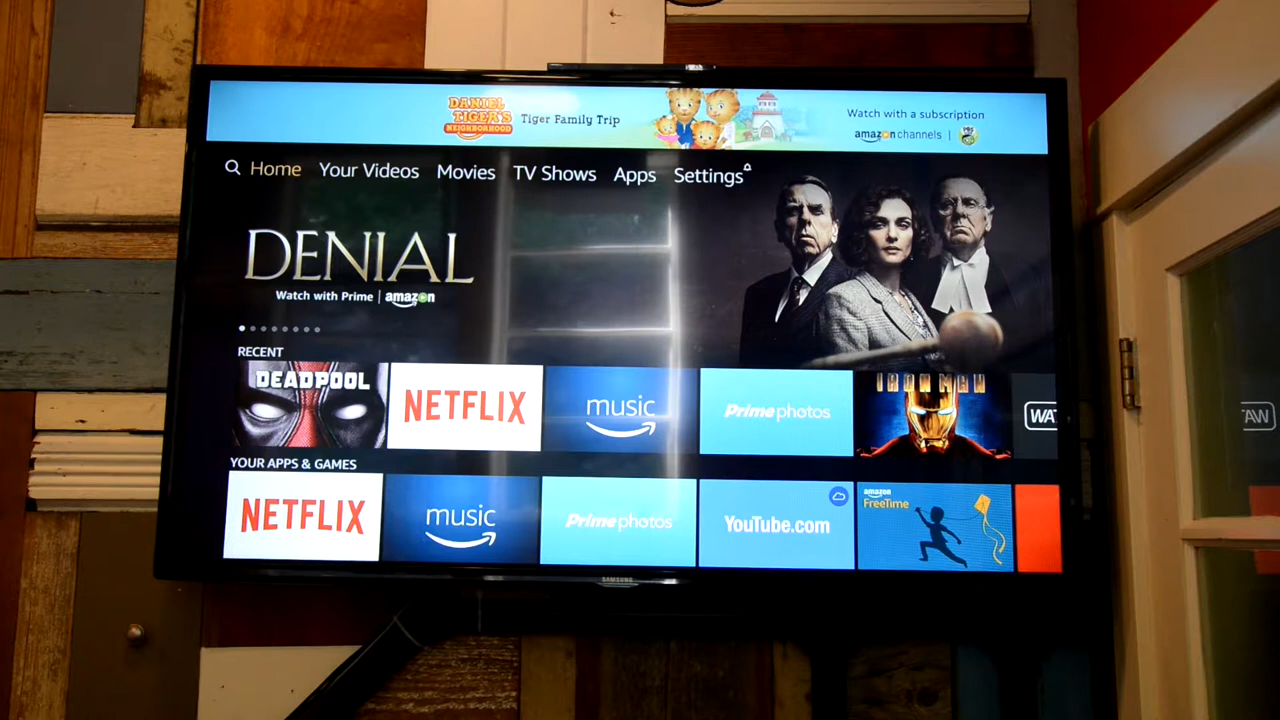 DANIEL
TIGER'S
NEIGHBORHOOD
Tiger Family Trip
Watch with a subscription
amazon channels |
Home Your Videos Movies TV Shows Apps Settings
DENIAL
Watch with Prime | amazon
RECENT
DEADPOOL
NETFLIX
music
Prime photos
IRON MAN
WAT
AW
YOUR APPS & GAMES
NETFLIX
music
Prime photos
YouTube.com
amazon
FreeTime
SAMSUNG